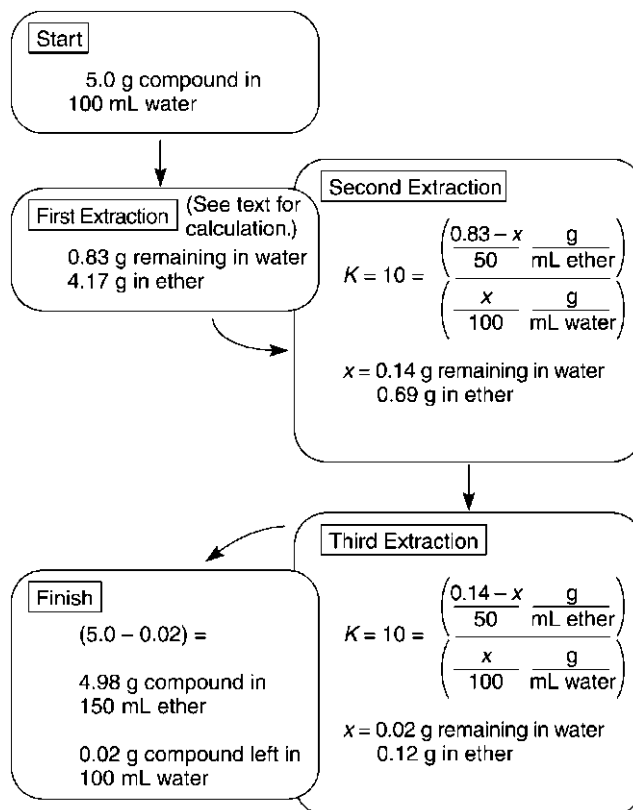 Start
5.0 g compound in
100 mL water
First Extraction
(See text for
calculation.)
0.83 g remaining in water
4.17 g in ether
Second Extraction
K = 10 =
0.83 – x g
50 mL ether
x g
100 mL water
x = 0.14 g remaining in water
0.69 g in ether
Third Extraction
K = 10 =
0.14 – x g
50 mL ether
x g
100 mL water
x = 0.02 g remaining in water
0.12 g in ether
Finish
(5.0 – 0.02) =
4.98 g compound in
150 mL ether
0.02 g compound left in
100 mL water